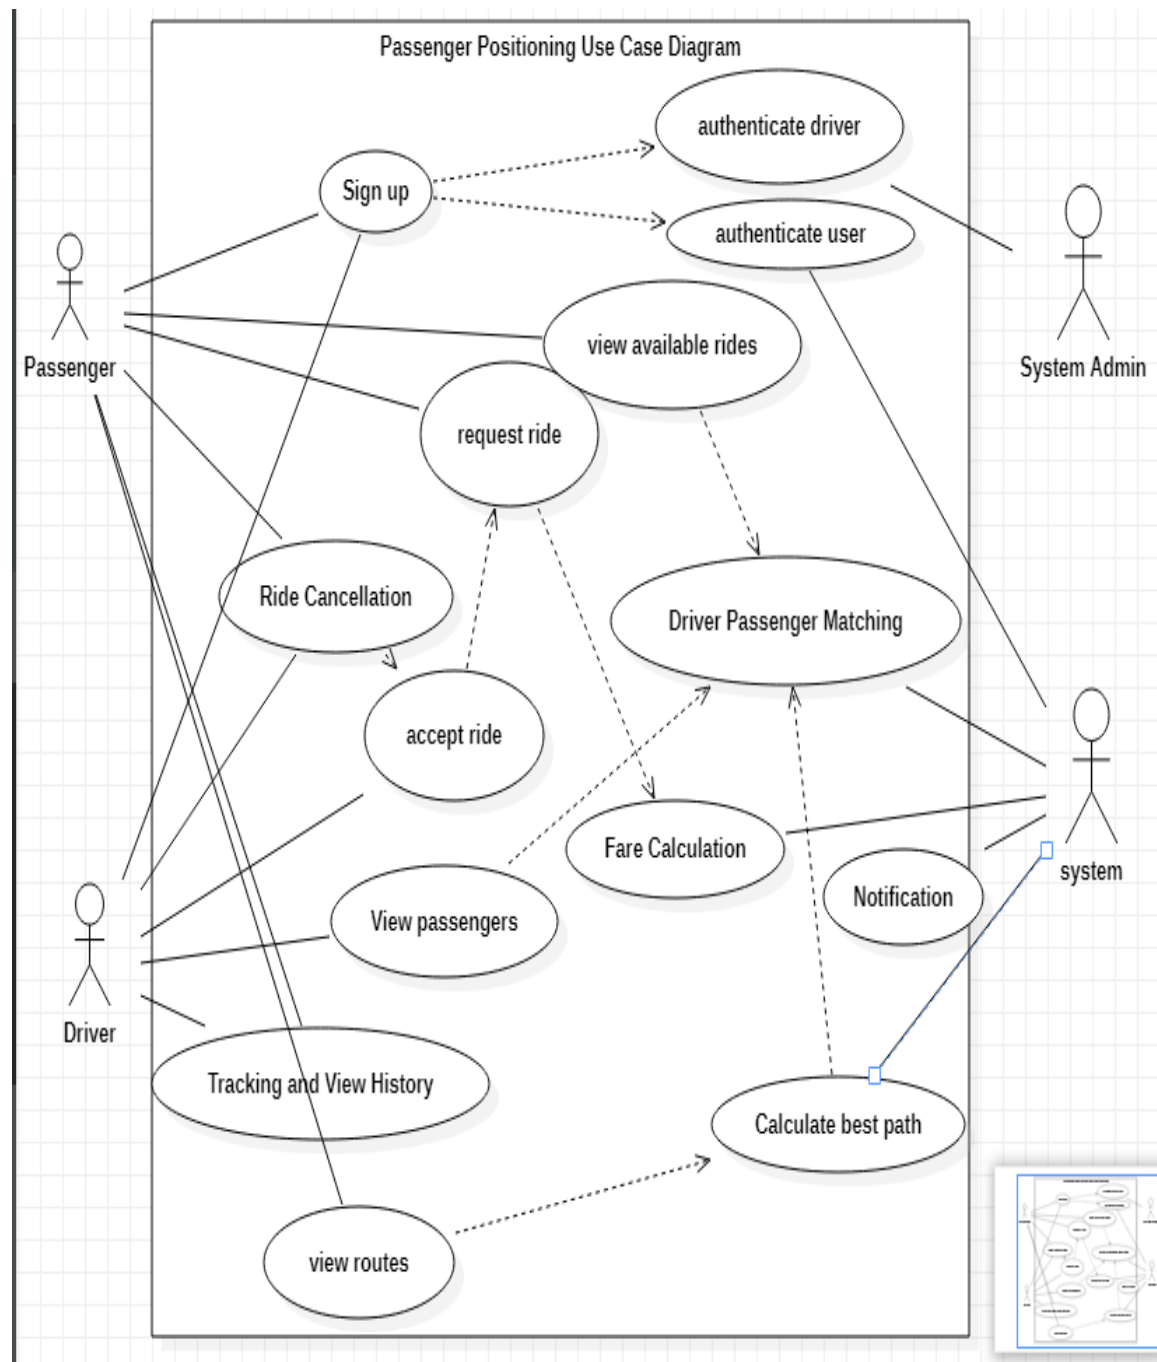 Passenger Positioning Use Case Diagram
authenticate driver
Sign up
authenticate user
view available rides
Passenger
System Admin
request ride
Ride Cancellation
Driver Passenger Matching
accept ride
Fare Calculation
system
Notification
View passengers
Driver
Tracking and View History
Calculate best path
view routes